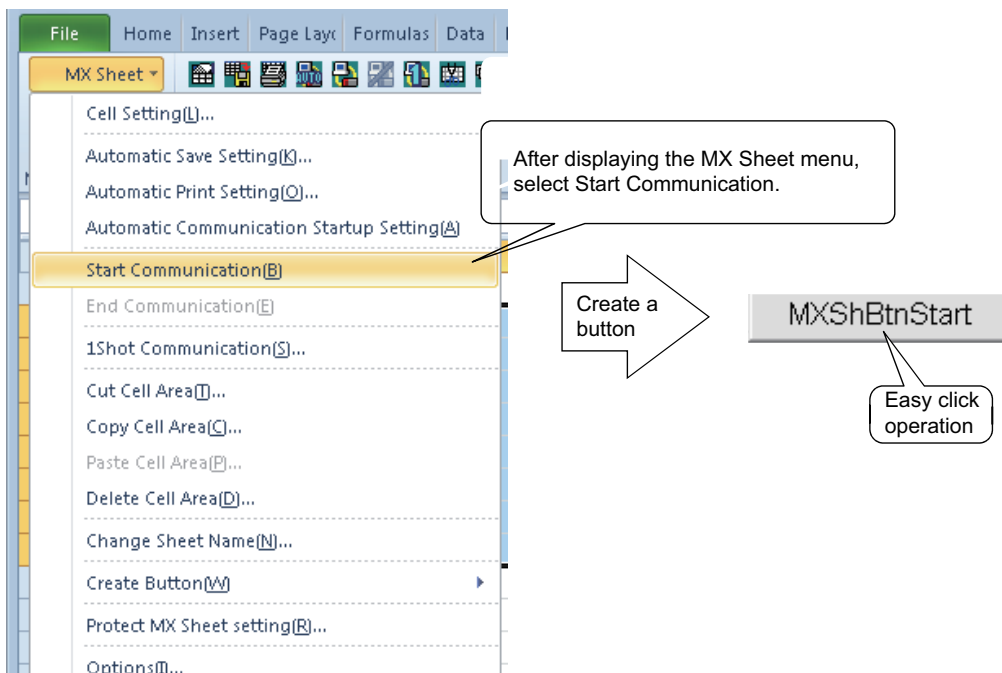 File Home Insert Page Layc Formulas Data
MX Sheet
Cell Setting(L)...
Automatic Save Setting(K)...
Automatic Print Setting(O)...
Automatic Communication Startup Setting(A)
Start Communication(B)
End Communication(E)
1Shot Communication(S)...
Cut Cell Area(T)...
Copy Cell Area(C)...
Paste Cell Area(P)...
Delete Cell Area(D)...
Change Sheet Name(N)...
Create Button(W)
Protect MX Sheet setting(R)...
Options(I)...
After displaying the MX Sheet menu,
select Start Communication.
Create a
button
MXShBtnStart
Easy click
operation